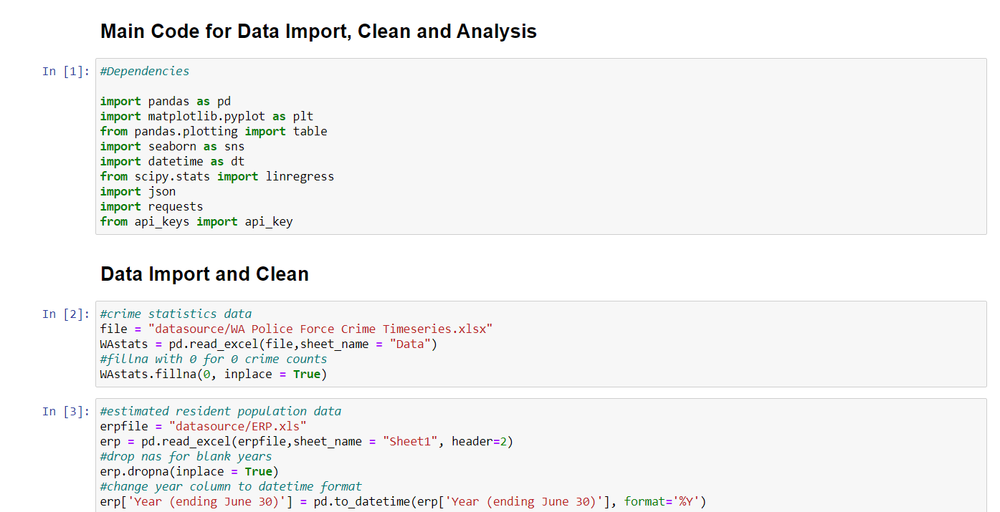 Main Code for Data Import, Clean and Analysis
In [1]:
#Dependencies
import pandas as pd
import matplotlib.pyplot as plt
from pandas.plotting import table
import seaborn as sns
import datetime as dt
from scipy.stats import linregress
import json
import requests
from api_keys import api_key
Data Import and Clean
In [2]:
#crime statistics data
file = "datasource/WA Police Force Crime Timeseries.xlsx"
WAstats = pd.read_excel(file,sheet_name = "Data")
#fillna with 0 for 0 crime counts
WAstats.fillna(0, inplace = True)
In [3]:
#estimated resident population data
erpfile = "datasource/ERP.xls"
erp = pd.read_excel(erpfile,sheet_name = "Sheet1", header=2)
#drop nas for blank years
erp.dropna(inplace = True)
#change year column to datetime format
erp['Year (ending June 30)'] = pd.to_datetime(erp['Year (ending June 30)'], format='%Y')